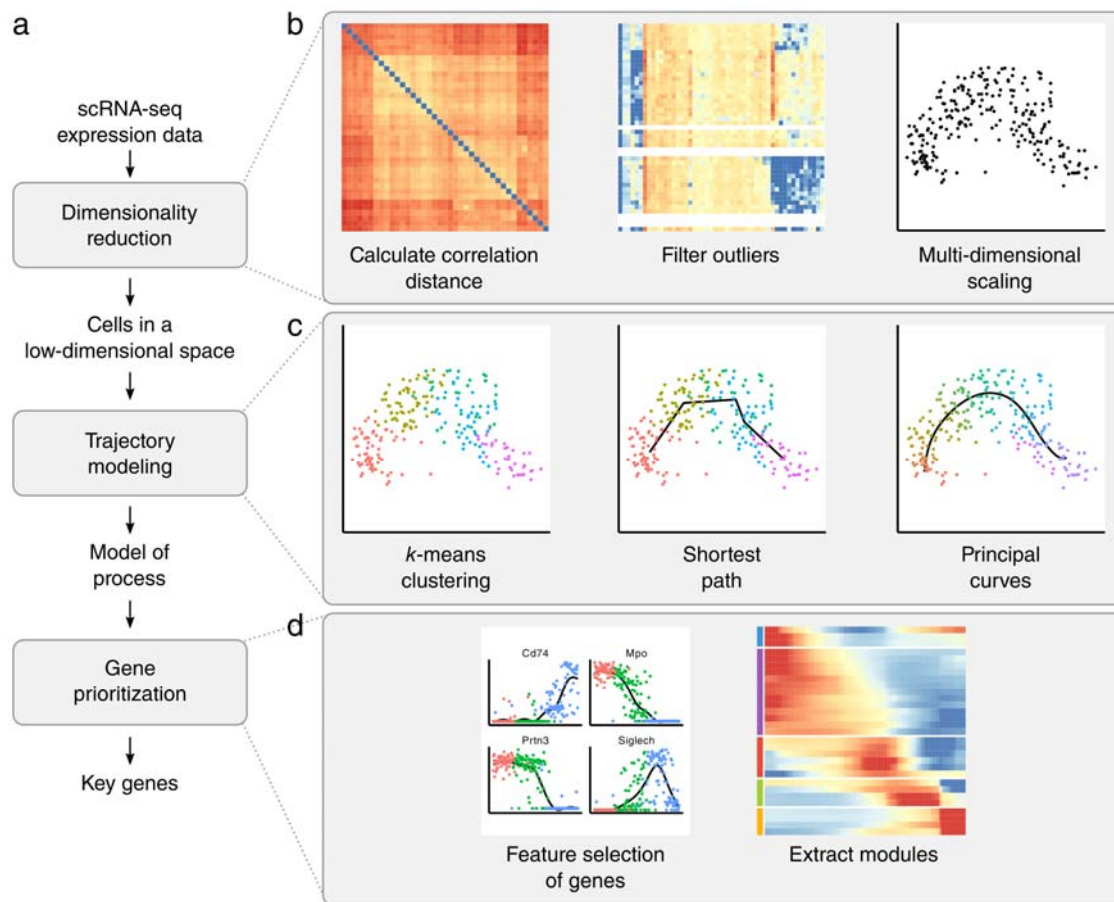 a
scRNA-seq
expression data
Dimensionality
reduction
Cells in a
low-dimensional space
Trajectory
modeling
Model of
process
Gene
prioritization
Key genes
b
Calculate correlation
distance
Filter outliers
Multi-dimensional
scaling
c
k-means
clustering
Shortest
path
Principal
curves
d
Cd74
Mpo
Prtn3
Siglech
Feature selection
of genes
Extract modules